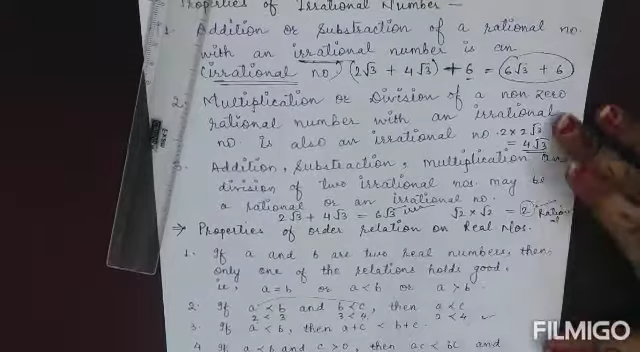 Properties of Irrational Number —
1. Addition or Substraction of a rational no.
with an irrational number is an
(irrational no) (2√3 + 4√3) + 6 = 6√3 + 6
2. Multiplication or Division of a non zero
rational number with an irrational
no. is also an irrational no. 2 × 2√3
= 4√3
3. Addition, Substraction, multiplication an
division of two irrational nos. may be
a rational or an irrational no.
2√3 + 4√3 = 6√3 √2 × √2 = 2 Rational
⇒ Properties of order relation on Real Nos.
1. If a and b are two real numbers, then
only one of the relations holds good,
ie, a = b or a < b or a > b.
2. If a < b and b < c, then a < c
2 < 3 3 < 4 2 < 4 ✓
3. If a < b, then a+c < b+c.
4. If a < b and c > 0, then ac < bc and
FILMIGO